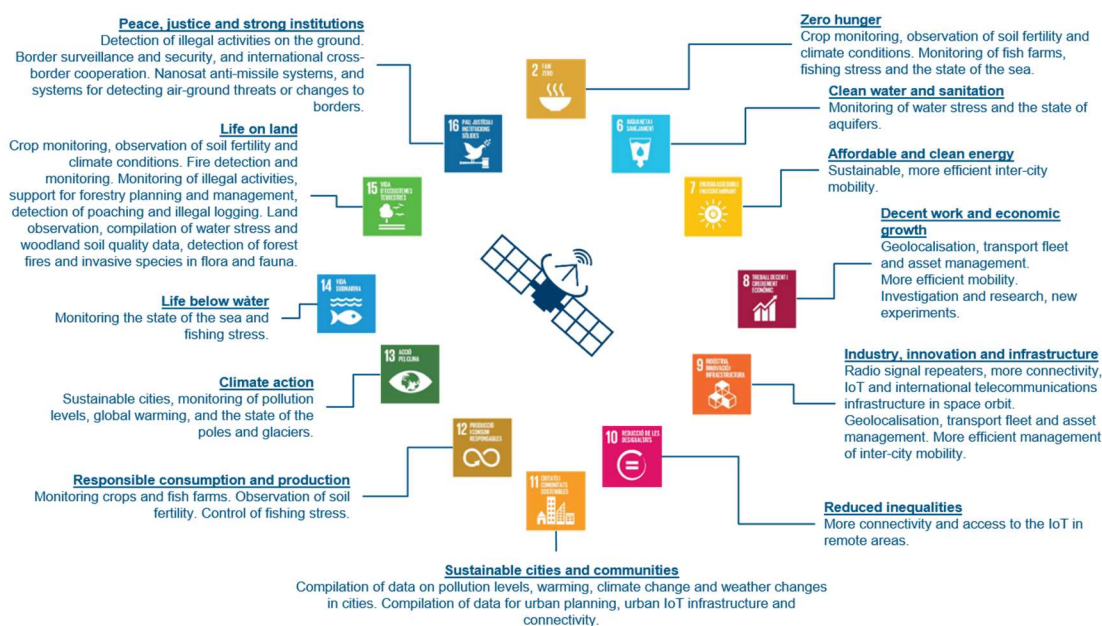 Peace, justice and strong institutions
Detection of illegal activities on the ground.
Border surveillance and security, and international cross-
border cooperation. Nanosat anti-missile systems, and
systems for detecting air-ground threats or changes to
borders.
Zero hunger
Crop monitoring, observation of soil fertility and
climate conditions. Monitoring of fish farms,
fishing stress and the state of the sea.
2 FAM
ZERO
Clean water and sanitation
Monitoring of water stress and the state of
aquifers.
16 PAU, JUSTÍCIA I
INSTITUCIONS
SÒLIDES
6 AIGUA NETA I
SANEJAMENT
Life on land
Crop monitoring, observation of soil fertility and
climate conditions. Fire detection and
monitoring. Monitoring of illegal activities,
support for forestry planning and management,
detection of poaching and illegal logging. Land
observation, compilation of water stress and
woodland soil quality data, detection of forest
fires and invasive species in flora and fauna.
15 VIDA
D'ECOSISTEMES
TERRESTRES
Affordable and clean energy
Sustainable, more efficient inter-city
mobility.
7
Decent work and economic
growth
Geolocalisation, transport fleet
and asset management.
More efficient mobility.
Investigation and research, new
experiments.
8 TREBALL DECENT I
CREIXEMENT
ECONÒMIC
14 VIDA
SUBMARINA
Life below water
Monitoring the state of the sea and
fishing stress.
13 ACCIÓ
PEL CLIMA
Climate action
Sustainable cities, monitoring of pollution
levels, global warming, and the state of the
poles and glaciers.
9 INDÚSTRIA,
INNOVACIÓ I
INFRAESTRUCTURA
Industry, innovation and infrastructure
Radio signal repeaters, more connectivity,
IoT and international telecommunications
infrastructure in space orbit.
Geolocalisation, transport fleet and asset
management. More efficient management
of inter-city mobility.
12 PRODUCCIÓ
I CONSUM
RESPONSABLES
Responsible consumption and production
Monitoring crops and fish farms. Observation of soil
fertility. Control of fishing stress.
10 REDUCCIÓ DE LES
DESIGUALTATS
Reduced inequalities
More connectivity and access to the IoT in
remote areas.
11 CIUTATS I
COMUNITATS
SOSTENIBLES
Sustainable cities and communities
Compilation of data on pollution levels, warming, climate change and weather changes
in cities. Compilation of data for urban planning, urban IoT infrastructure and
connectivity.